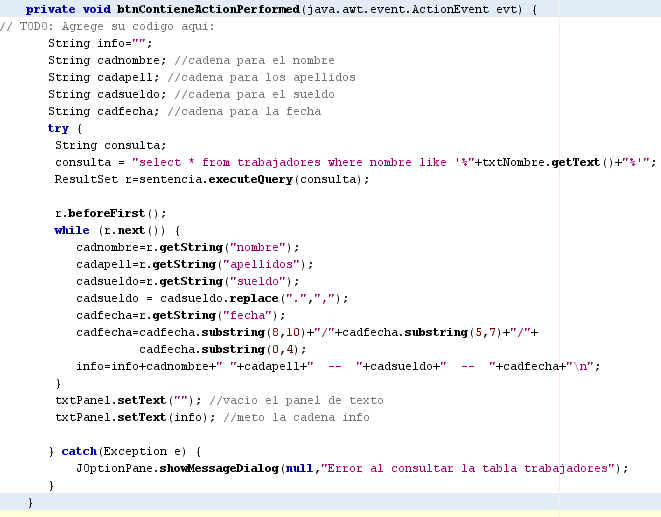 private void btnContieneActionPerformed(java.awt.event.ActionEvent evt) {
// TODO: Agrege su codigo aqui:
String info="";
String cadnombre; //cadena para el nombre
String cadapell; //cadena para los apellidos
String cadsueldo; //cadena para el sueldo
String cadfecha; //cadena para la fecha
try {
String consulta;
consulta = "select * from trabajadores where nombre like '%"+txtNombre.getText()+"%'";
ResultSet r=sentencia.executeQuery(consulta);
r.beforeFirst();
while (r.next()) {
cadnombre=r.getString("nombre");
cadapell=r.getString("apellidos");
cadsueldo=r.getString("sueldo");
cadsueldo = cadsueldo.replace(".",",");
cadfecha=r.getString("fecha");
cadfecha=cadfecha.substring(8,10)+"/"+cadfecha.substring(5,7)+"/"+
cadfecha.substring(0,4);
info=info+cadnombre+" "+cadapell+"  --  "+cadsueldo+"  --  "+cadfecha+"\n";
}
txtPanel.setText(""); //vacio el panel de texto
txtPanel.setText(info); //meto la cadena info
} catch(Exception e) {
JOptionPane.showMessageDialog(null,"Error al consultar la tabla trabajadores");
}
}